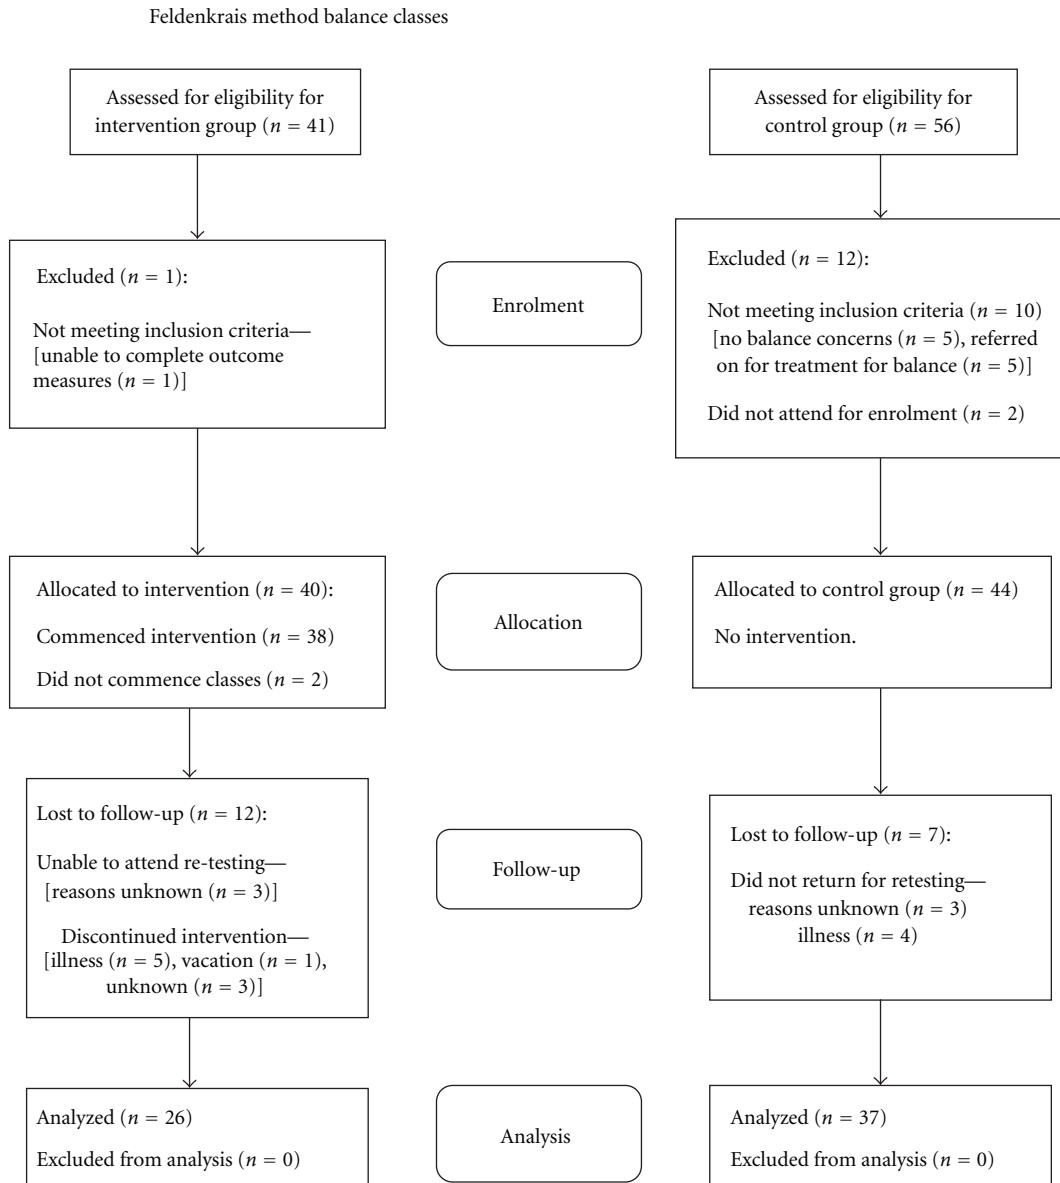 Feldenkrais method balance classes
Assessed for eligibility for
intervention group (n = 41)
Assessed for eligibility for
control group (n = 56)
Excluded (n = 1):
Not meeting inclusion criteria—
[unable to complete outcome
measures (n = 1)]
Enrolment
Excluded (n = 12):
Not meeting inclusion criteria (n = 10)
[no balance concerns (n = 5), referred
on for treatment for balance (n = 5)]
Did not attend for enrolment (n = 2)
Allocated to intervention (n = 40):
Commenced intervention (n = 38)
Did not commence classes (n = 2)
Allocation
Allocated to control group (n = 44)
No intervention.
Lost to follow-up (n = 12):
Unable to attend re-testing—
[reasons unknown (n = 3)]
Discontinued intervention—
[illness (n = 5), vacation (n = 1),
unknown (n = 3)]
Follow-up
Lost to follow-up (n = 7):
Did not return for retesting—
reasons unknown (n = 3)
illness (n = 4)
Analyzed (n = 26)
Excluded from analysis (n = 0)
Analysis
Analyzed (n = 37)
Excluded from analysis (n = 0)